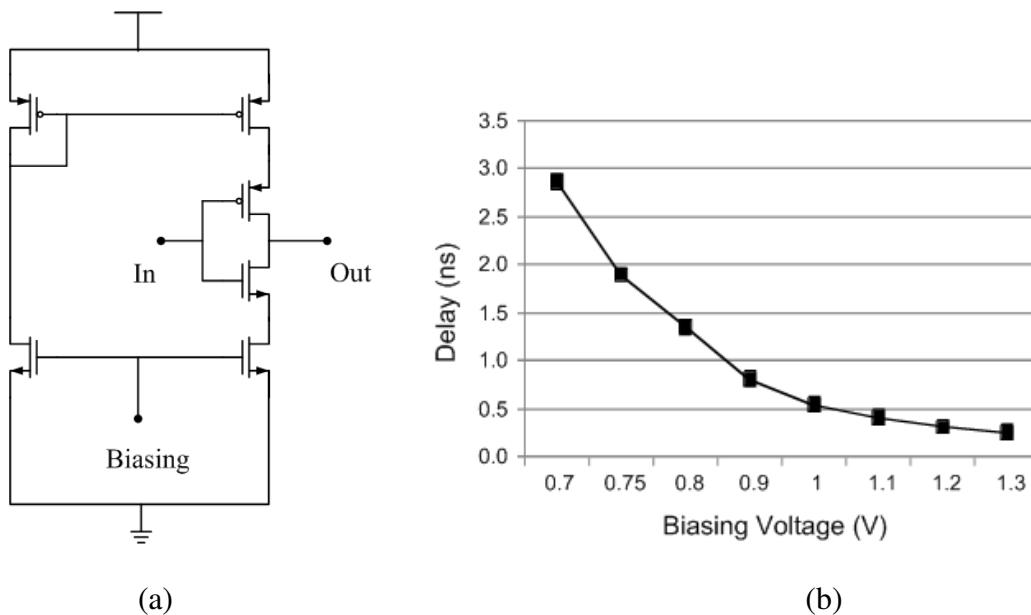 In
Out
Biasing
(a)
3.5
3.0
2.5
2.0
1.5
1.0
0.5
0.0
Delay (ns)
0.7 0.75 0.8 0.9 1 1.1 1.2 1.3
Biasing Voltage (V)
(b)